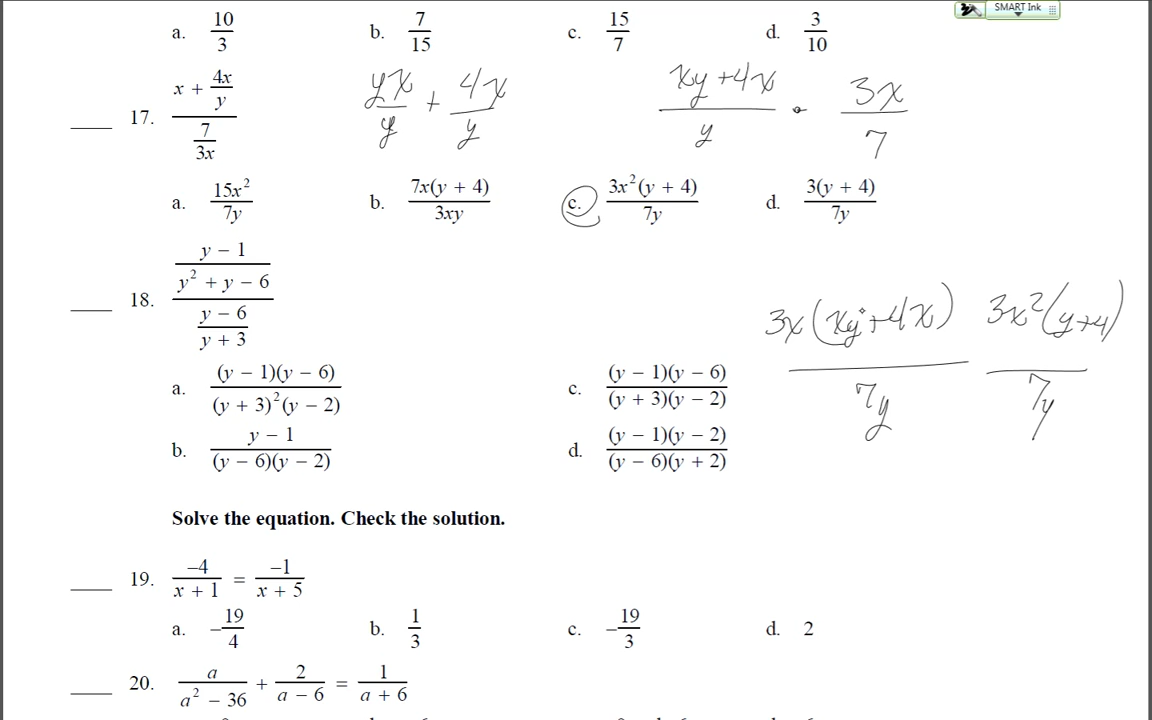 SMART Ink
a. 10/3 b. 7/15 c. 15/7 d. 3/10
____ 17. (x + 4x/y)/(7/(3x)) yx/y + 4x/y (xy + 4x)/y · 3x/7
a. 15x²/7y b. 7x(y + 4)/3xy c. 3x²(y + 4)/7y d. 3(y + 4)/7y
____ 18. ((y − 1)/(y² + y − 6))/((y − 6)/(y + 3))
3x(xy + 4x)/7y 3x²(y+4)/7y
a. (y − 1)(y − 6)/(y + 3)²(y − 2) c. (y − 1)(y − 6)/(y + 3)(y − 2)
b. y − 1/(y − 6)(y − 2) d. (y − 1)(y − 2)/(y − 6)(y + 2)
Solve the equation. Check the solution.
____ 19. −4/(x + 1) = −1/(x + 5)
a. −19/4 b. 1/3 c. −19/3 d. 2
____ 20. a/(a² − 36) + 2/(a − 6) = 1/(a + 6)